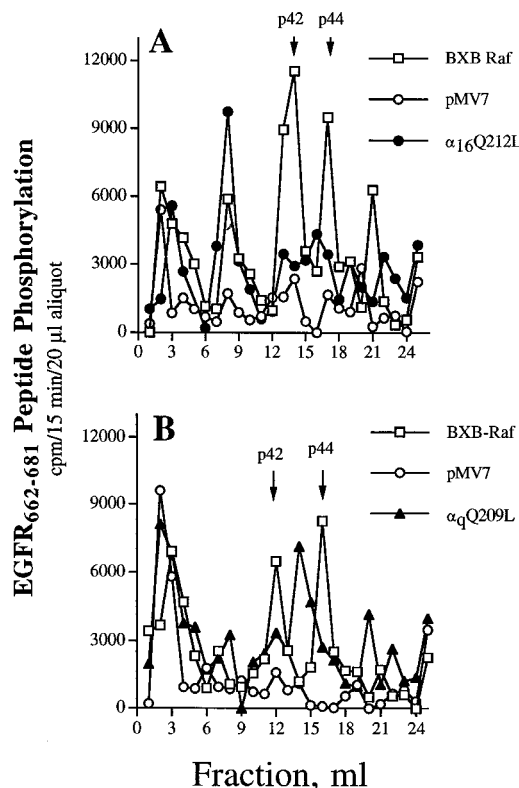 A
p42
p44
12000
9000
6000
3000
0
0
3
6
9
12
15
18
21
24
BXB Raf
pMV7
α16Q212L
EGFR662-681 Peptide Phosphorylation
cpm/15 min/20 µl aliquot
B
p42
p44
12000
9000
6000
3000
0
0
3
6
9
12
15
18
21
24
BXB-Raf
pMV7
αqQ209L
Fraction, ml